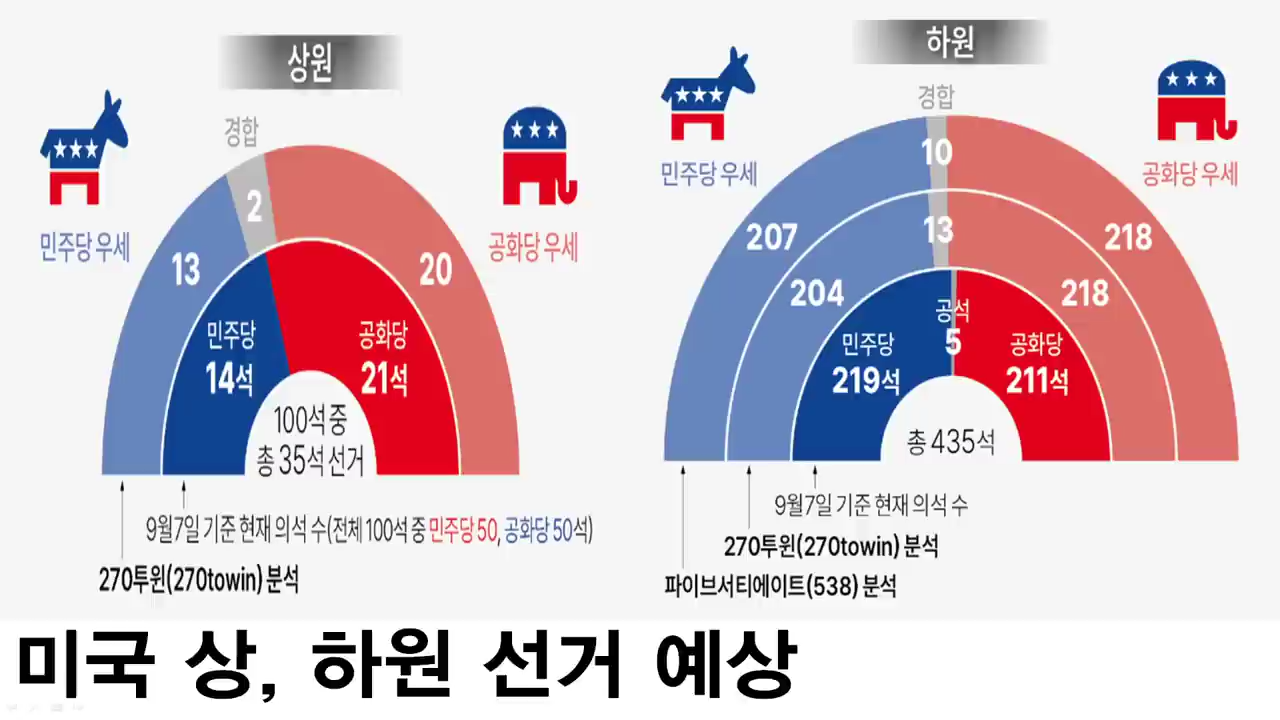 상원
경합
민주당 우세
공화당 우세
2
13
20
민주당
14석
공화당
21석
100석 중
총 35석 선거
9월7일 기준 현재 의석 수(전체 100석 중 민주당 50, 공화당 50석)
270투윈(270towin) 분석
하원
경합
민주당 우세
공화당 우세
10
13
207
218
204
218
공석
5
민주당
219석
공화당
211석
총 435석
9월7일 기준 현재 의석 수
270투윈(270towin) 분석
파이브서티에이트(538) 분석
미국 상, 하원 선거 예상